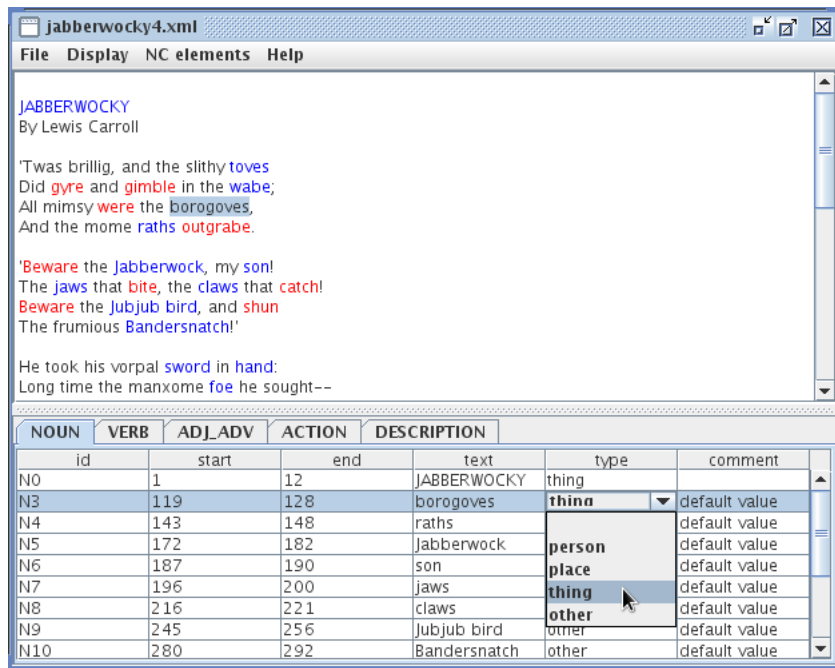 jabberwocky4.xml
File Display NC elements Help
JABBERWOCKY
By Lewis Carroll
'Twas brillig, and the slithy toves
Did gyre and gimble in the wabe;
All mimsy were the borogoves,
And the mome raths outgrabe.
'Beware the Jabberwock, my son!
The jaws that bite, the claws that catch!
Beware the Jubjub bird, and shun
The frumious Bandersnatch!'
He took his vorpal sword in hand:
Long time the manxome foe he sought--
NOUN VERB ADJ_ADV ACTION DESCRIPTION
id start end text type comment
N0 1 12 JABBERWOCKY thing
N3 119 128 borogoves thing default value
N4 143 148 raths default value
N5 172 182 Jabberwock person default value
N6 187 190 son place default value
N7 196 200 jaws thing default value
N8 216 221 claws other default value
N9 245 256 Jubjub bird other default value
N10 280 292 Bandersnatch other default value